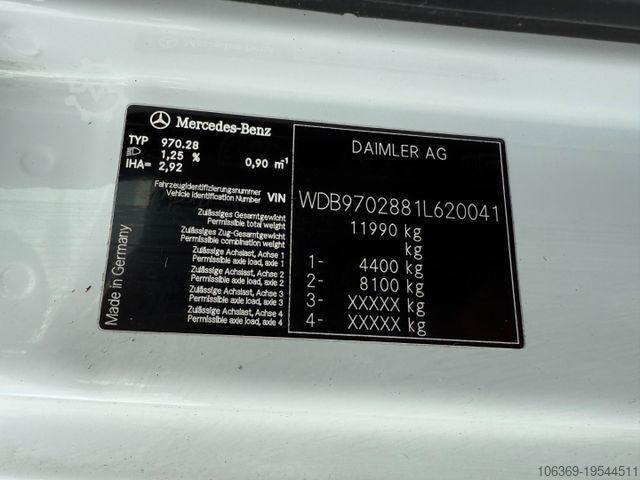 Mercedes-Benz
TYP 970.28
1,25 % 0,90 m⁻¹
IHA= 2,92
Fahrzeugidentifizierungsnummer
Vehicle Identification Number VIN
Zulässiges Gesamtgewicht
Permissible total weight
Zulässiges Zug-Gesamtgewicht
Permissible combination weight
Zulässige Achslast, Achse 1
Permissible axle load, axle 1
Zulässige Achslast, Achse 2
Permissible axle load, axle 2
Zulässige Achslast, Achse 3
Permissible axle load, axle 3
Zulässige Achslast, Achse 4
Permissible axle load, axle 4
Made in Germany
DAIMLER AG
WDB9702881L620041
11990 kg
kg
1- 4400 kg
2- 8100 kg
3- XXXXX kg
4- XXXXX kg
106369-19544511